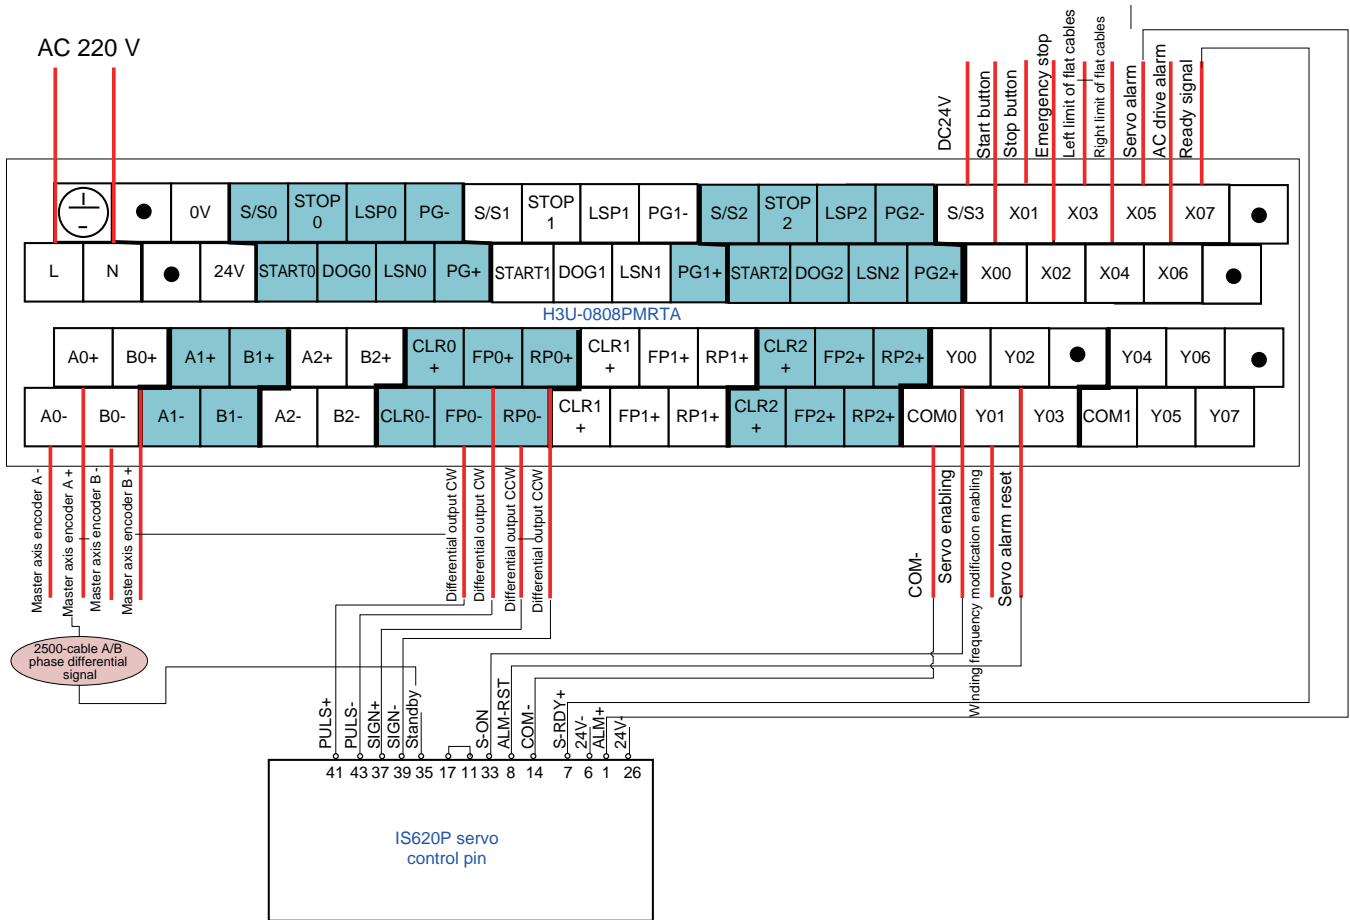 AC 220 V
DC24V
Start button
Stop button
Emergency stop
Left limit of flat cables
Right limit of flat cables
Servo alarm
AC drive alarm
Ready signal
0V
S/S0
STOP
0
LSP0
PG-
S/S1
STOP
1
LSP1
PG1-
S/S2
STOP
2
LSP2
PG2-
S/S3
X01
X03
X05
X07
L
N
24V
START0
DOG0
LSN0
PG+
START1
DOG1
LSN1
PG1+
START2
DOG2
LSN2
PG2+
X00
X02
X04
X06
H3U-0808PMRTA
A0+
B0+
A1+
B1+
A2+
B2+
CLR0
+
FP0+
RP0+
CLR1
+
FP1+
RP1+
CLR2
+
FP2+
RP2+
Y00
Y02
Y04
Y06
A0-
B0-
A1-
B1-
A2-
B2-
CLR0-
FP0-
RP0-
CLR1
+
FP1+
RP1+
CLR2
+
FP2+
RP2+
COM0
Y01
Y03
COM1
Y05
Y07
Master axis encoder A -
Master axis encoder A +
Master axis encoder B -
Master axis encoder B +
Differential output CW
Differential output CW
Differential output CCW
Differential output CCW
COM-
Servo enabling
Winding frequency modification enabling
Servo alarm reset
2500-cable A/B
phase differential
signal
PULS+
PULS-
SIGN+
SIGN-
Standby
S-ON
ALM-RST
COM-
S-RDY+
24V-
ALM+
24V-
41
43
37
39
35
17
11
33
8
14
7
6
1
26
IS620P servo
control pin